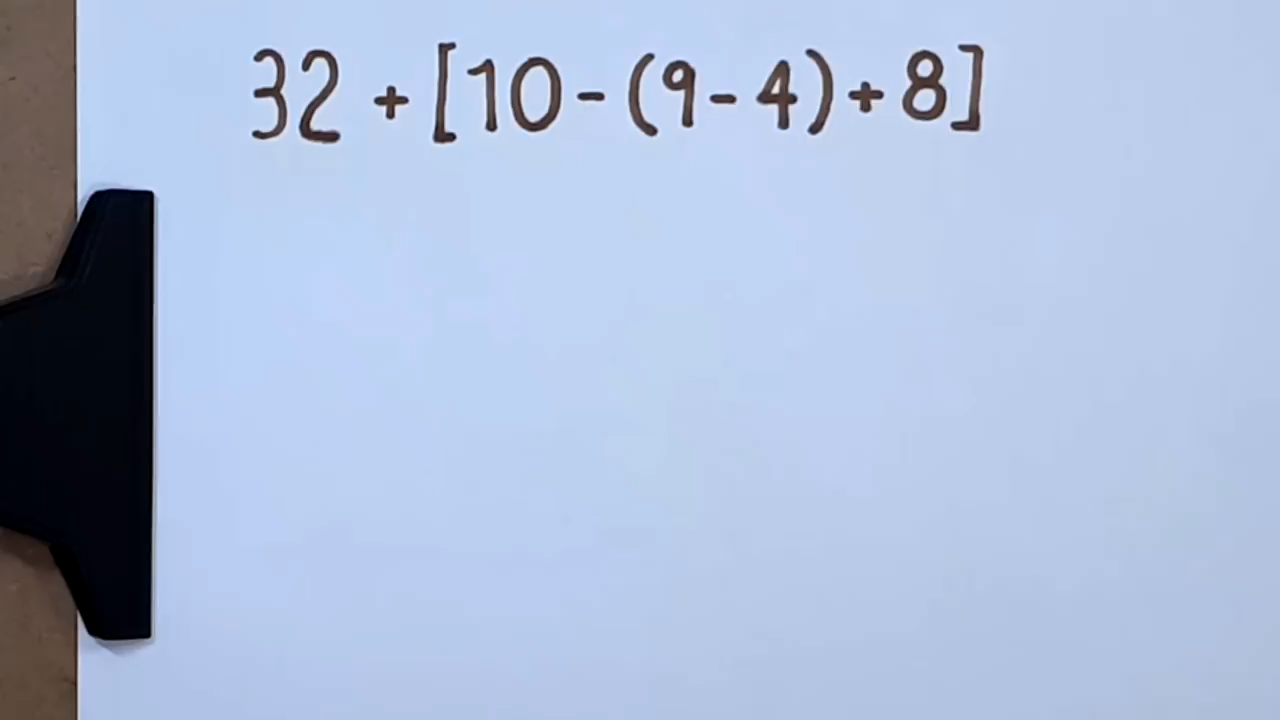 32 + [10 - (9 - 4) + 8]